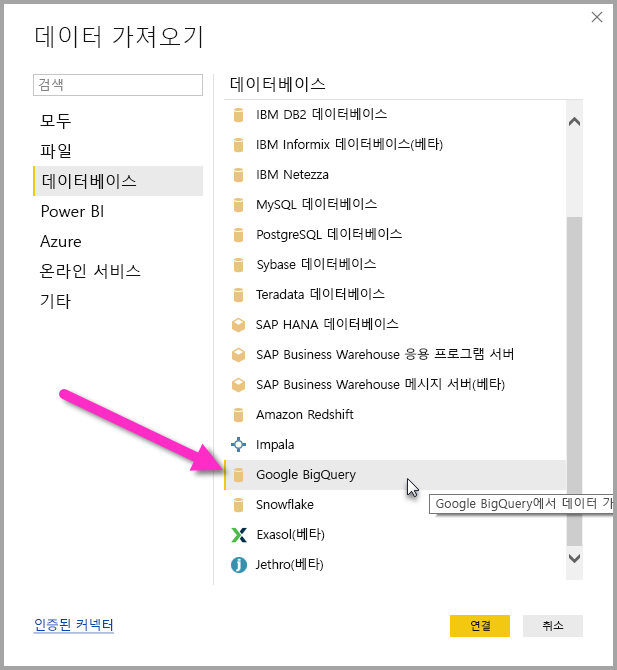 데이터 가져오기
검색
모두
파일
데이터베이스
Power BI
Azure
온라인 서비스
기타
데이터베이스
IBM DB2 데이터베이스
IBM Informix 데이터베이스(베타)
IBM Netezza
MySQL 데이터베이스
PostgreSQL 데이터베이스
Sybase 데이터베이스
Teradata 데이터베이스
SAP HANA 데이터베이스
SAP Business Warehouse 응용 프로그램 서버
SAP Business Warehouse 메시지 서버(베타)
Amazon Redshift
Impala
Google BigQuery
Google BigQuery에서 데이터 가
Snowflake
Exasol(베타)
Jethro(베타)
인증된 커넥터
연결
취소